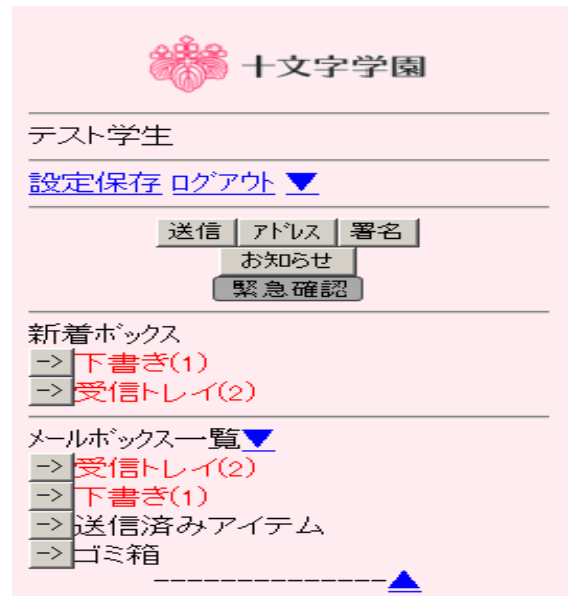 十文字学園
テスト学生
設定保存 ログアウト ▼
送信 アドレス 署名
お知らせ
緊急確認
新着ボックス
->下書き(1)
->受信トレイ(2)
メールボックス一覧▼
->受信トレイ(2)
->下書き(1)
->送信済みアイテム
->ゴミ箱
--------------▲